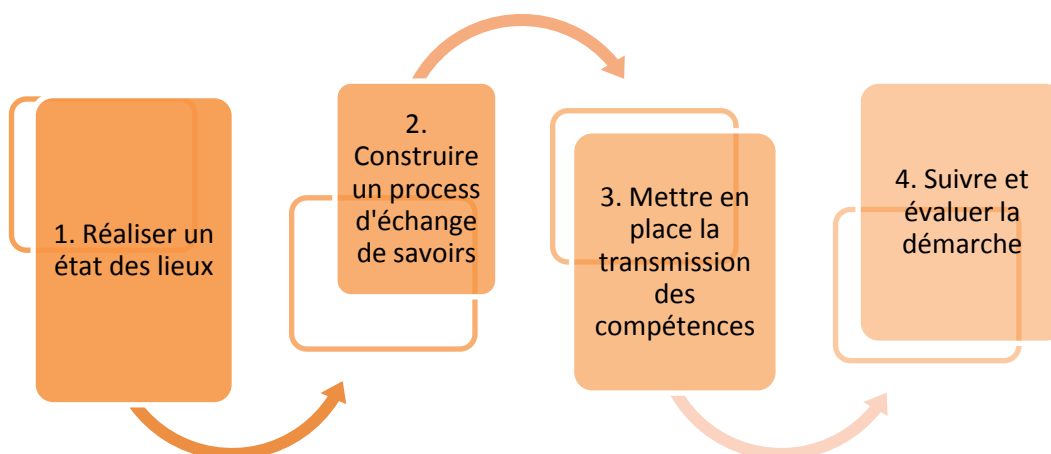 1. Réaliser un
état des lieux
2.
Construire
un process
d'échange
de savoirs
3. Mettre en
place la
transmission
des
compétences
4. Suivre et
évaluer la
démarche